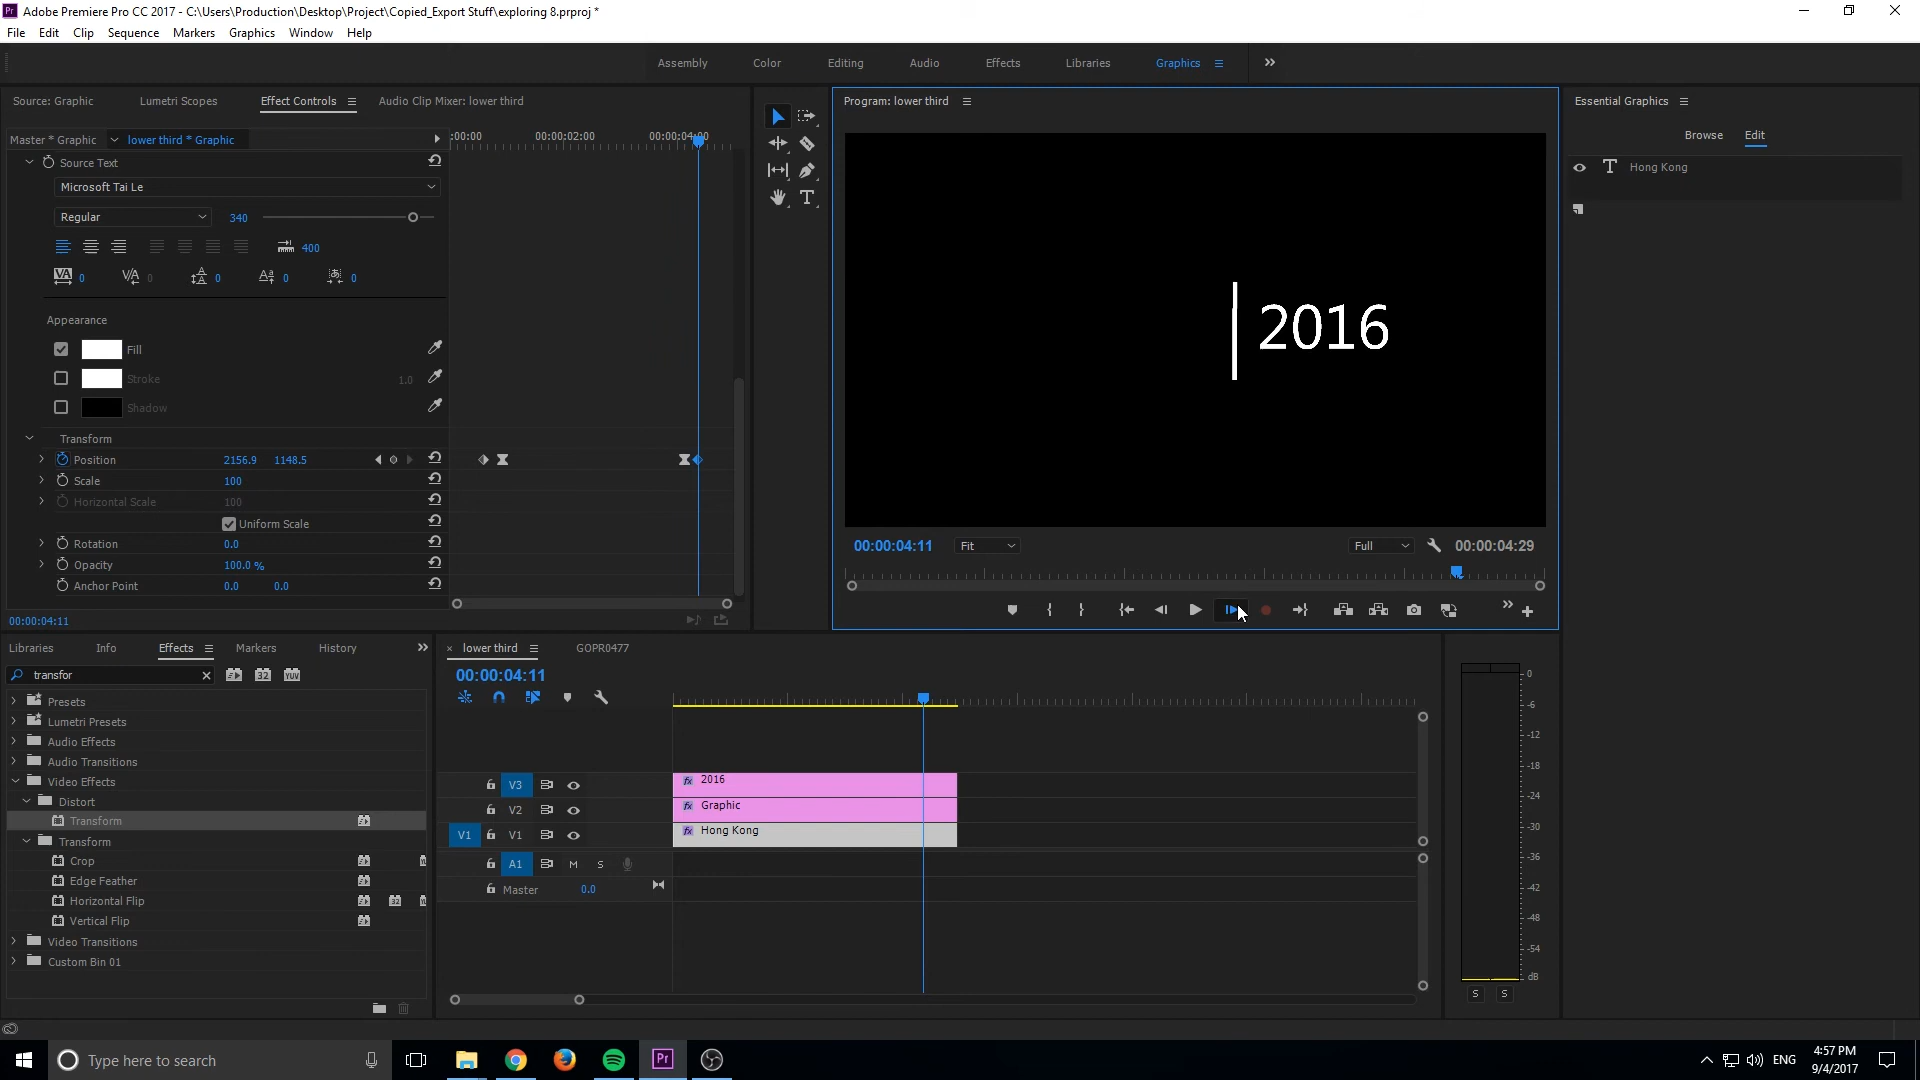 Adobe Premiere Pro CC 2017 - C:\Users\Production\Desktop\Project\Copied_Export Stuff\exploring 8.prproj *
File Edit Clip Sequence Markers Graphics Window Help
Assembly Color Editing Audio Effects Libraries Graphics
Source: Graphic Lumetri Scopes Effect Controls Audio Clip Mixer: lower third
Program: lower third
Essential Graphics
Master * Graphic lower third * Graphic
:00:00 00:00:02:00 00:00:04:00
Browse Edit
Source Text
Hong Kong
Microsoft Tai Le
Regular 340
400
0 0 0 0 0
2016
Appearance
Fill
Stroke 1.0
Shadow
Transform
Position 2156.9 1148.5
Scale 100
Horizontal Scale 100
Uniform Scale
Rotation 0.0
Opacity 100.0 %
Anchor Point 0.0 0.0
00:00:04:11 Fit Full 00:00:04:29
00:00:04:11
Libraries Info Effects Markers History
transfor
32 YUV
Presets
Lumetri Presets
Audio Effects
Audio Transitions
Video Effects
Distort
Transform
Transform
Crop
Edge Feather
Horizontal Flip
Vertical Flip
Video Transitions
Custom Bin 01
lower third GOPR0477
00:00:04:11
V3 2016
V2 Graphic
V1 V1 Hong Kong
A1 M S
Master 0.0
0
-6
-12
-18
-24
-30
-36
-42
-48
-54
dB
S S
Type here to search
ENG
4:57 PM
9/4/2017